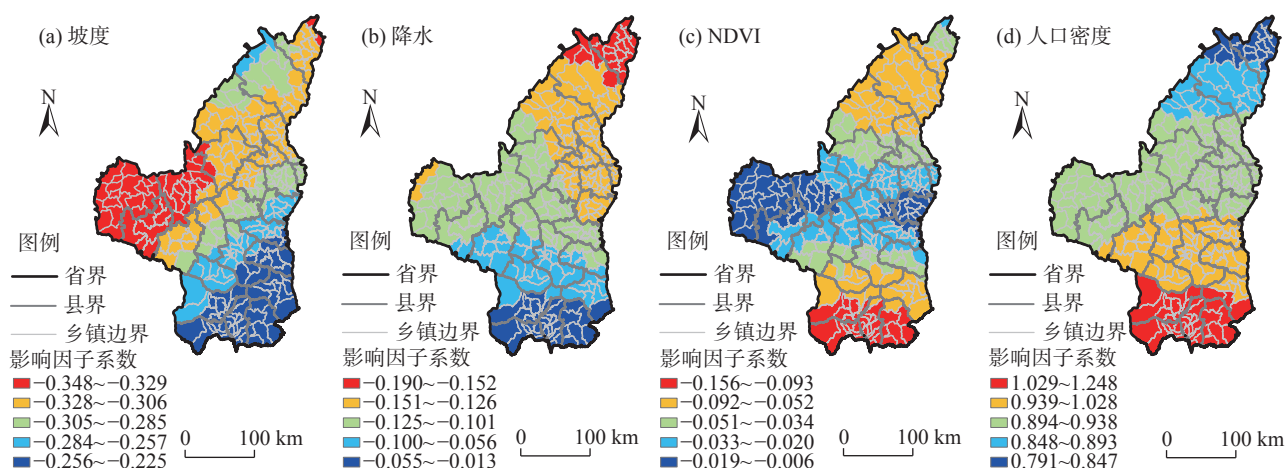 (a) 坡度
N
图例
省界
县界
乡镇边界
影响因子系数
−0.348~−0.329
−0.328~−0.306
−0.305~−0.285
−0.284~−0.257
−0.256~−0.225
0 100 km
(b) 降水
N
图例
省界
县界
乡镇边界
影响因子系数
−0.190~−0.152
−0.151~−0.126
−0.125~−0.101
−0.100~−0.056
−0.055~−0.013
0 100 km
(c) NDVI
N
图例
省界
县界
乡镇边界
影响因子系数
−0.156~−0.093
−0.092~−0.052
−0.051~−0.034
−0.033~−0.020
−0.019~−0.006
0 100 km
(d) 人口密度
N
图例
省界
县界
乡镇边界
影响因子系数
1.029~1.248
0.939~1.028
0.894~0.938
0.848~0.893
0.791~0.847
0 100 km